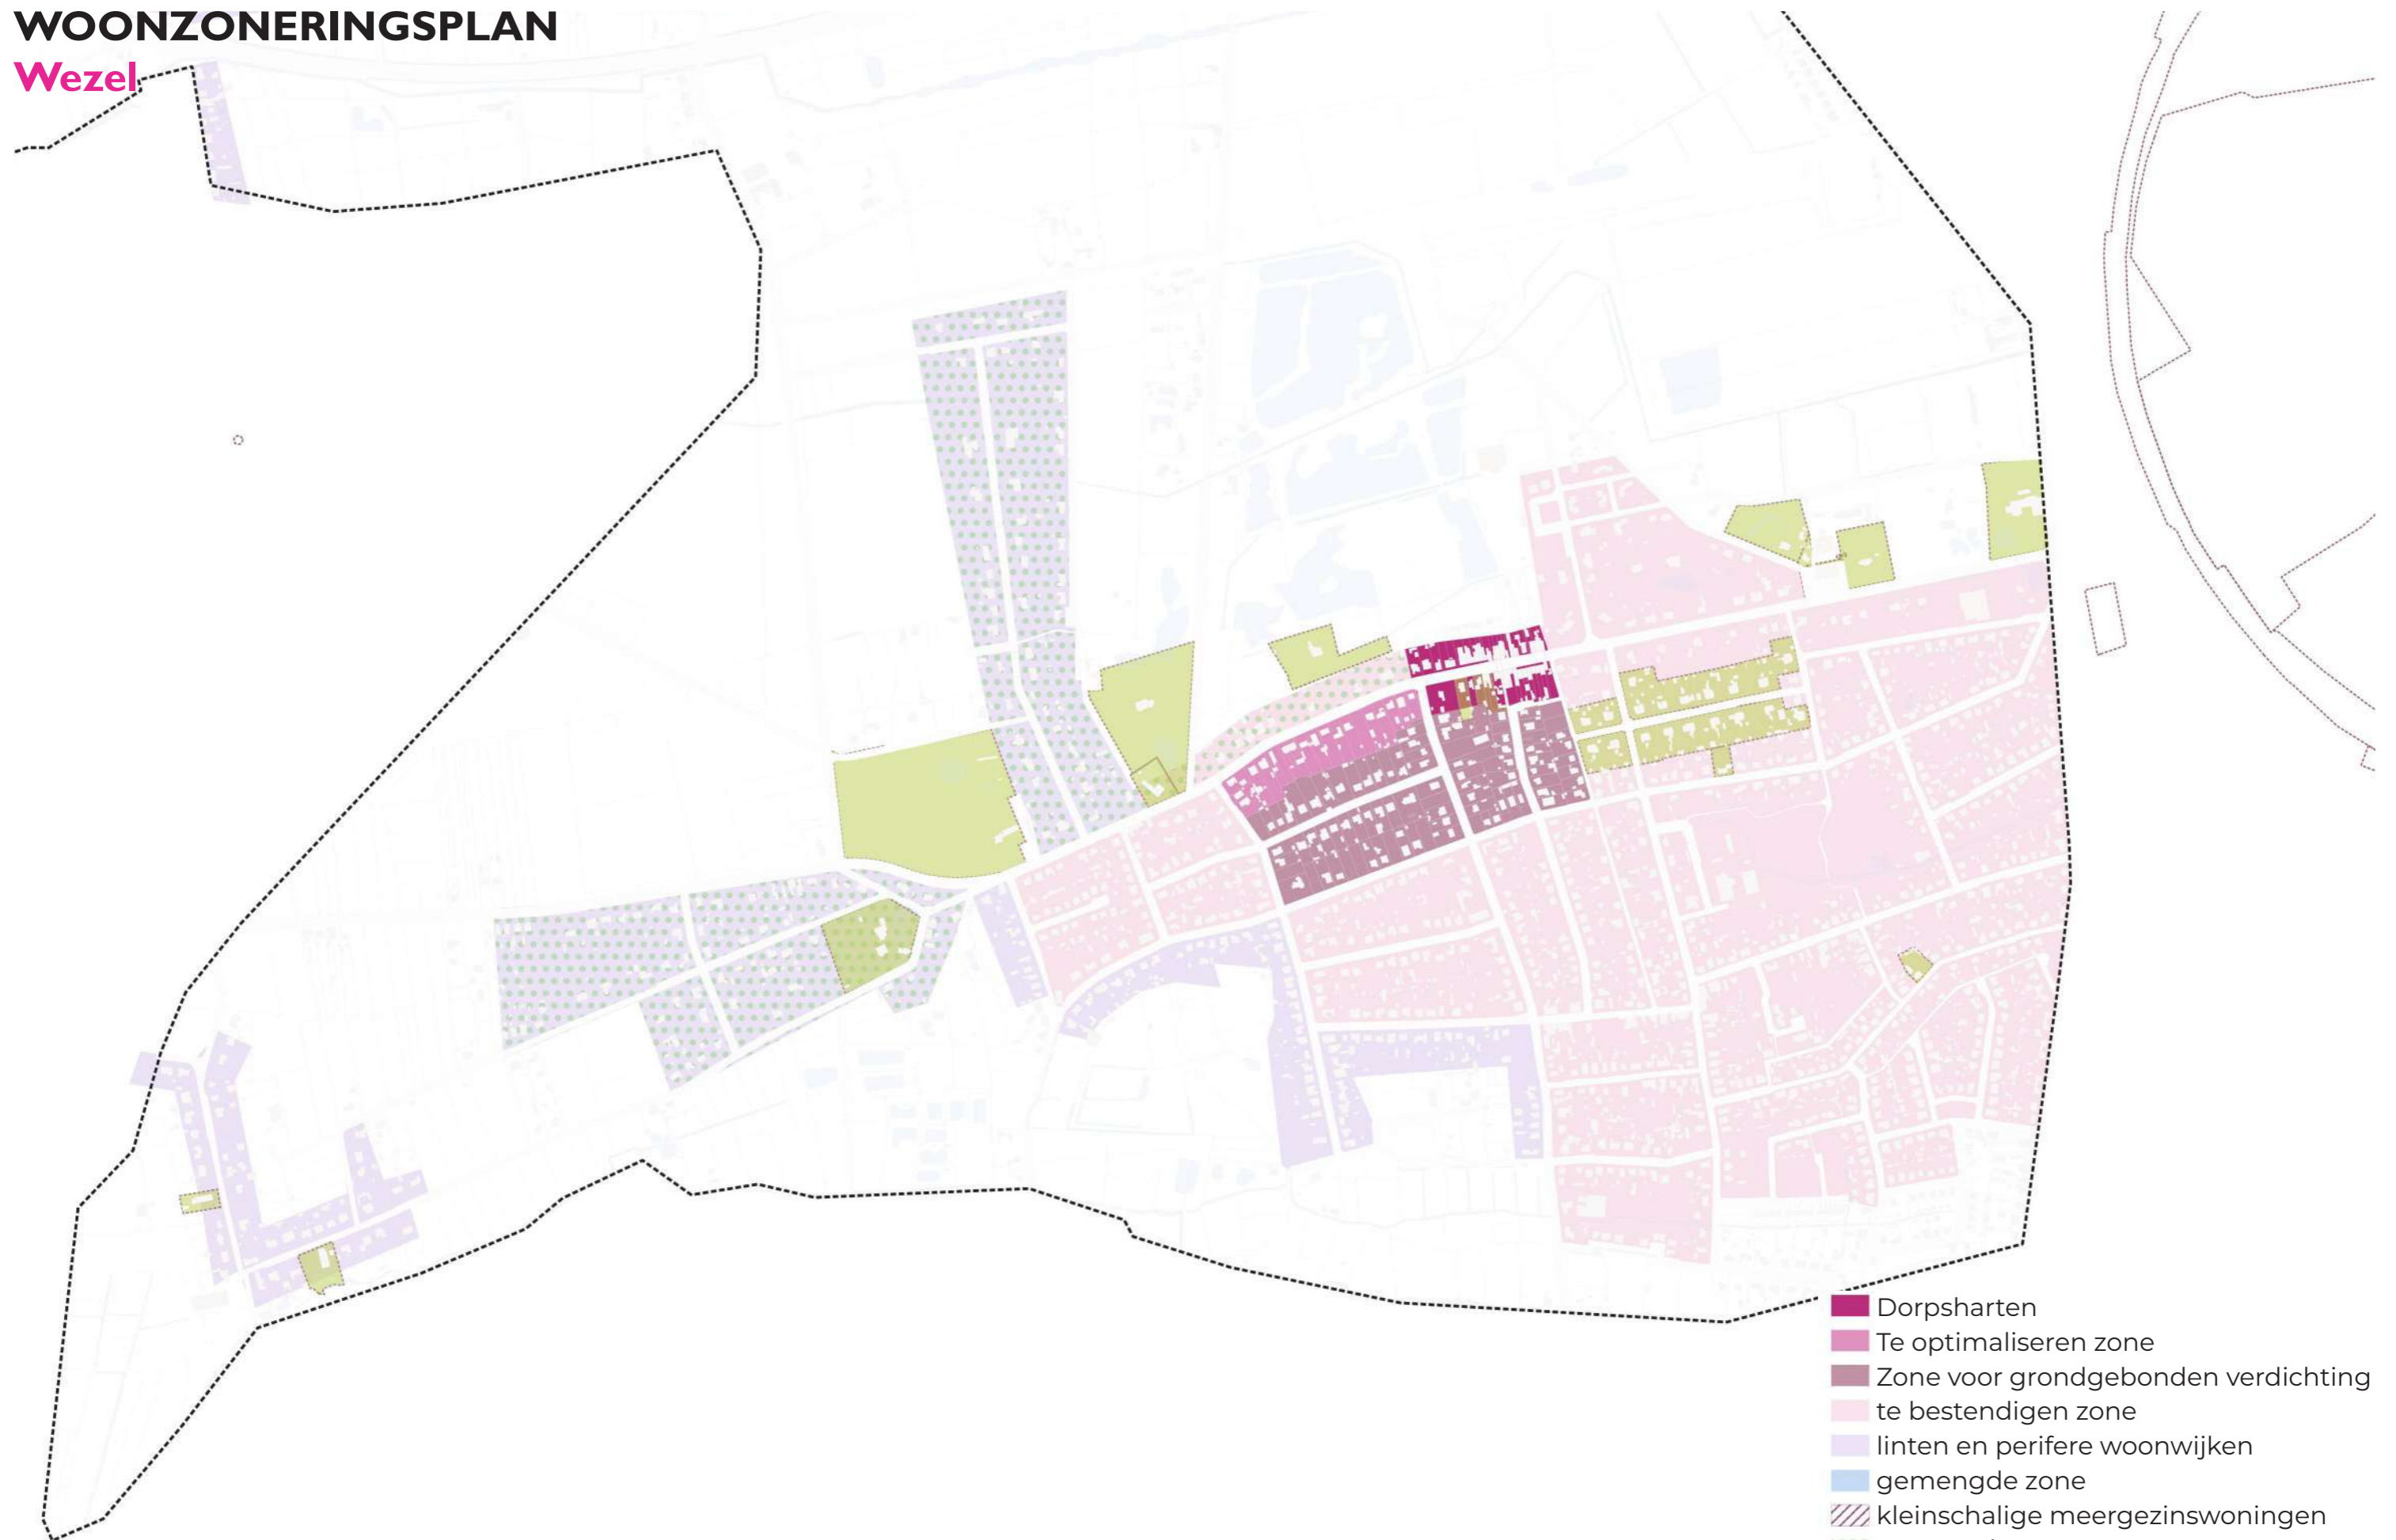 WOONZONERINGSPLAN
Wezel
Dorpsharten
Te optimaliseren zone
Zone voor grondgebonden verdichting
te bestendigen zone
linten en perifere woonwijken
gemengde zone
kleinschalige meergezinswoningen